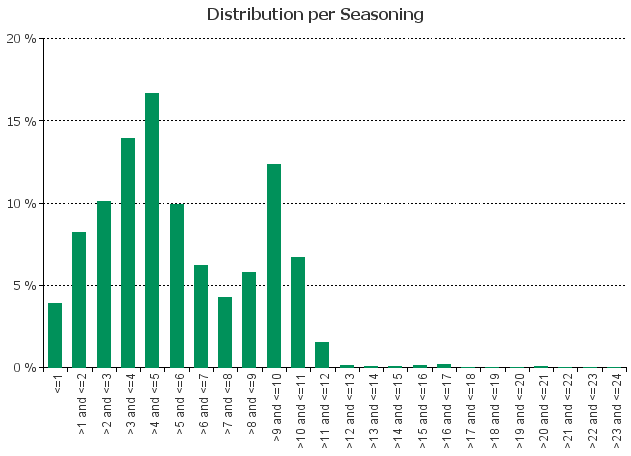 Distribution per Seasoning
20 %
15 %
10 %
5 %
0 %
<=1
>1 and <=2
>2 and <=3
>3 and <=4
>4 and <=5
>5 and <=6
>6 and <=7
>7 and <=8
>8 and <=9
>9 and <=10
>10 and <=11
>11 and <=12
>12 and <=13
>13 and <=14
>14 and <=15
>15 and <=16
>16 and <=17
>17 and <=18
>18 and <=19
>19 and <=20
>20 and <=21
>21 and <=22
>22 and <=23
>23 and <=24